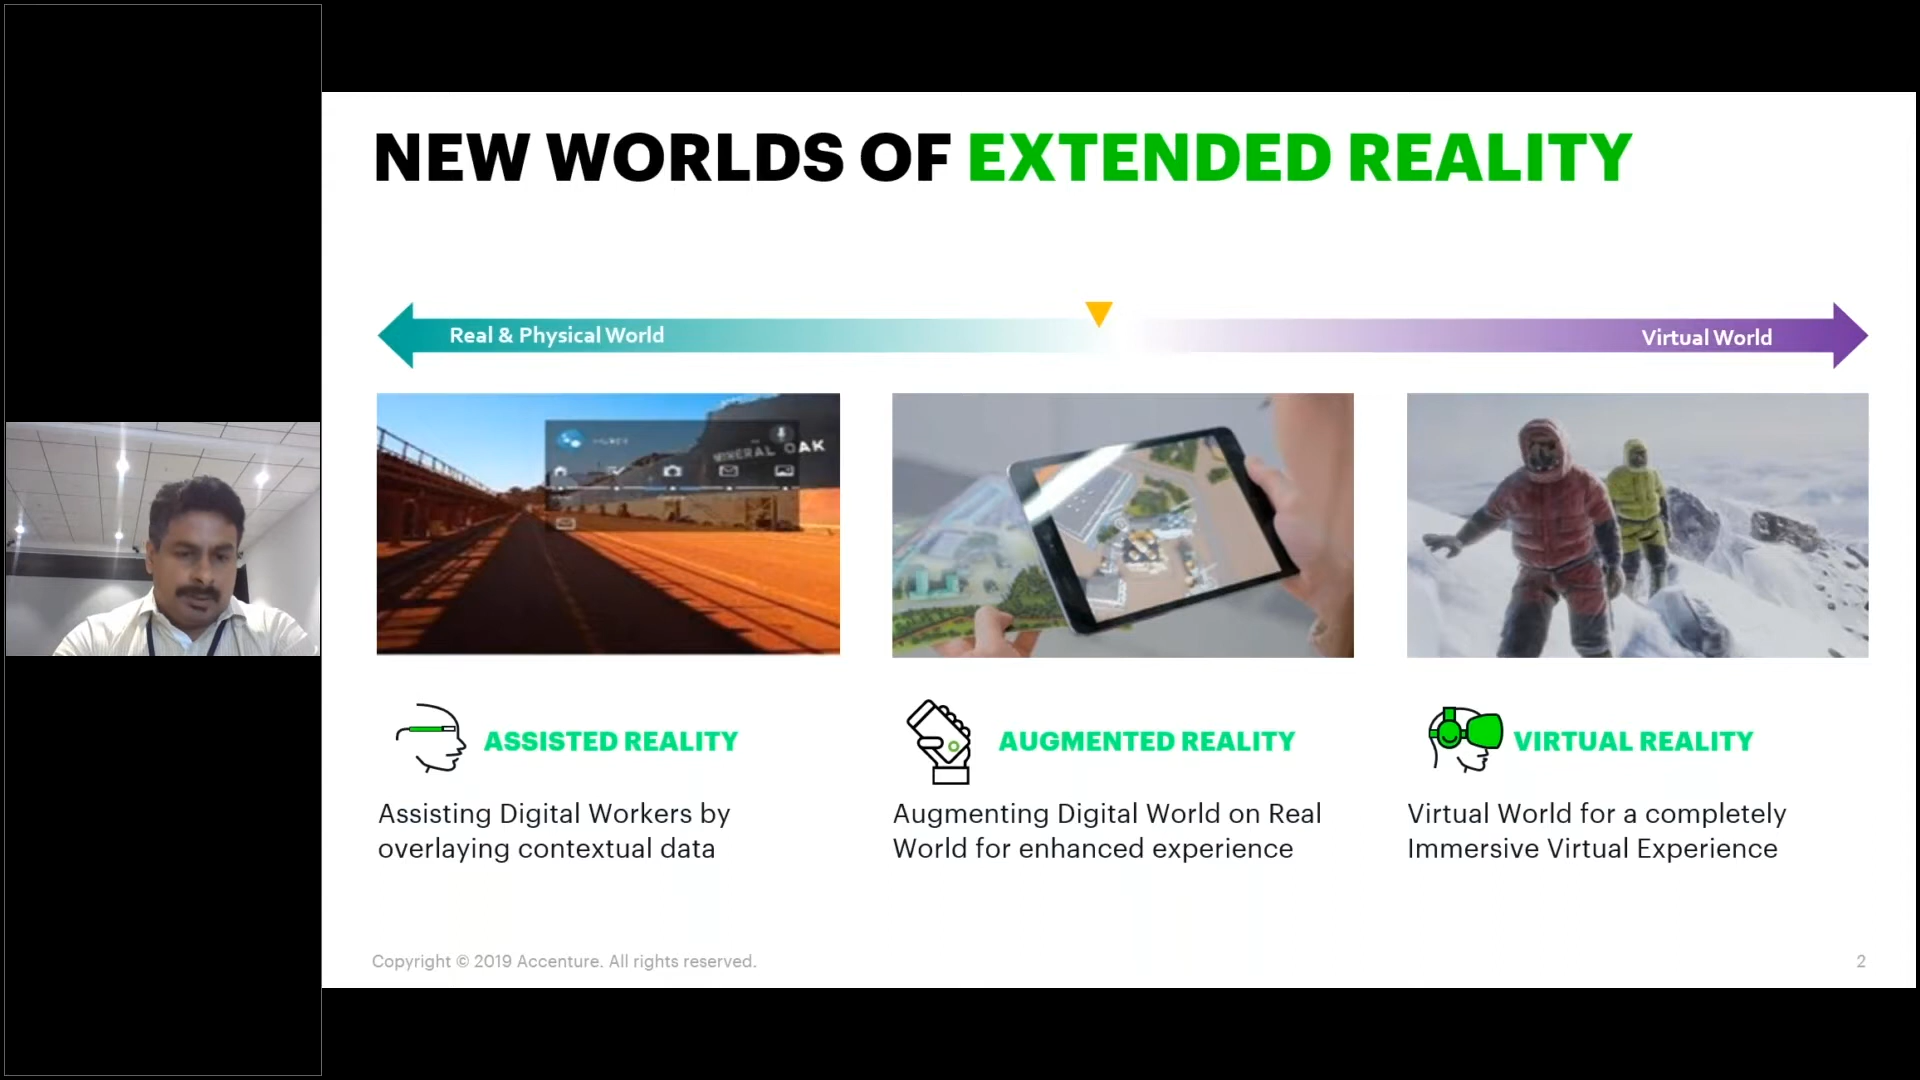 NEW WORLDS OF EXTENDED REALITY
Real & Physical World
Virtual World
MINERAL OAK
ASSISTED REALITY
AUGMENTED REALITY
VIRTUAL REALITY
Assisting Digital Workers by
overlaying contextual data
Augmenting Digital World on Real
World for enhanced experience
Virtual World for a completely
Immersive Virtual Experience
Copyright © 2019 Accenture. All rights reserved.
2